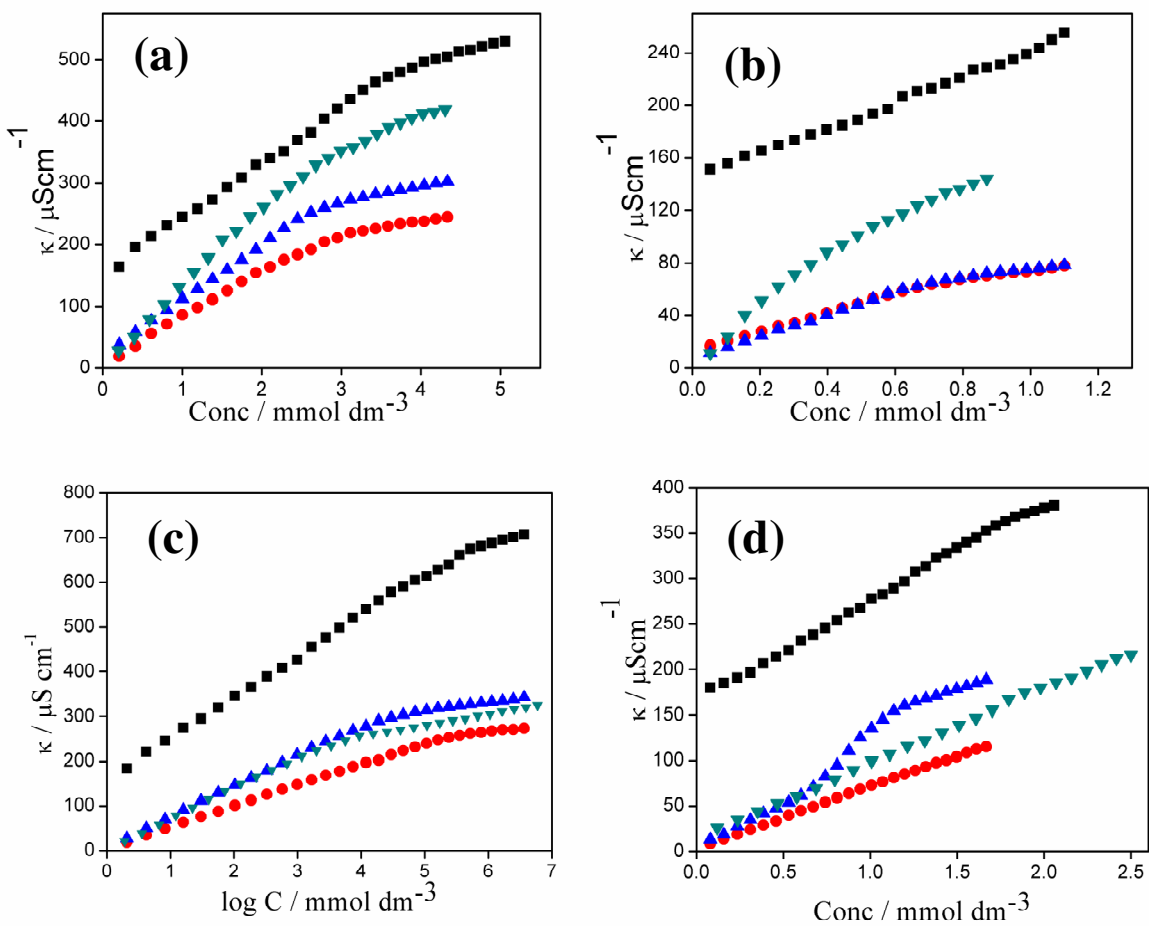 (a)
κ / µScm-1
500
400
300
200
100
0
0 1 2 3 4 5
Conc / mmol dm-3
(b)
κ / µScm-1
240
200
160
120
80
40
0
0.0 0.2 0.4 0.6 0.8 1.0 1.2
Conc / mmol dm-3
(c)
κ / µS cm-1
800
700
600
500
400
300
200
100
0
0 1 2 3 4 5 6 7
log C / mmol dm-3
(d)
κ / µScm-1
400
350
300
250
200
150
100
50
0
0.0 0.5 1.0 1.5 2.0 2.5
Conc / mmol dm-3